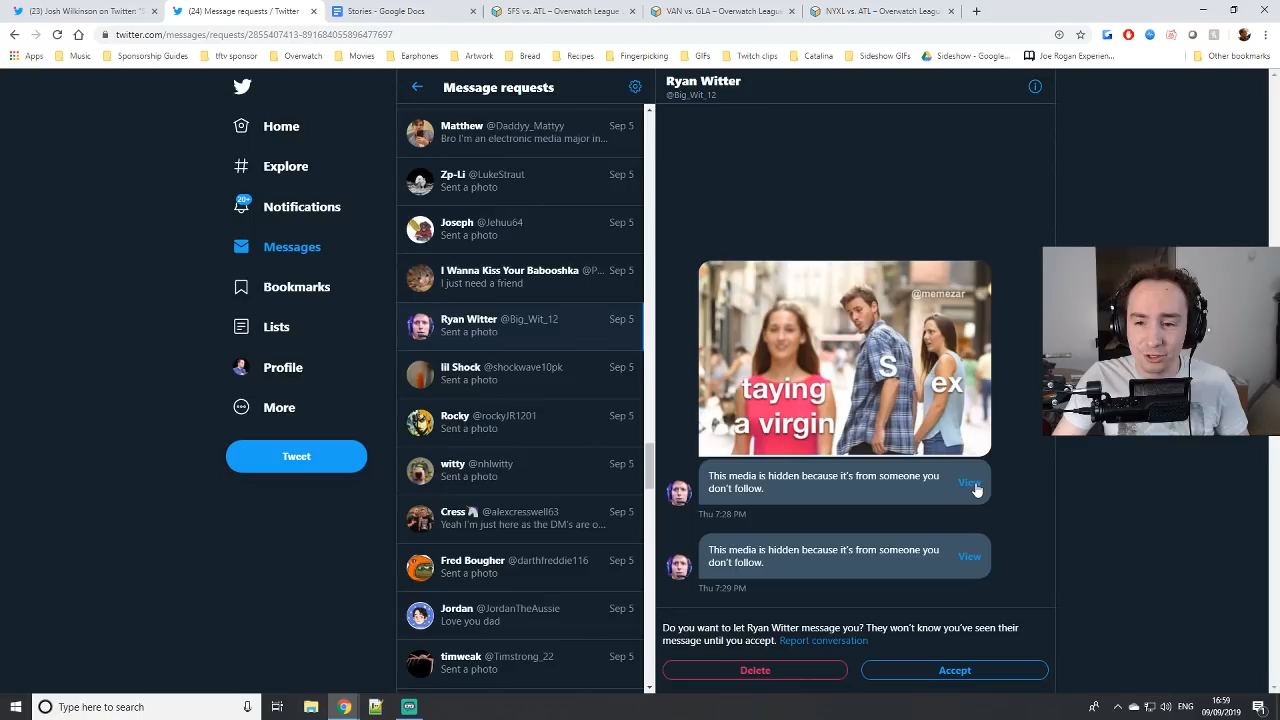 (23) Josh Wilkinson on Twitter: "S
(24) Message requests / Twitter
Stories - Google Docs
SFS vs. ATL – Overwatch League
VAN vs. GLA – Overwatch League
NYXL vs. ATL – Overwatch League
twitter.com/messages/requests/2855407413-891684055896477697
Apps
Music
Sponsorship Guides
tftv sponsor
Overwatch
Movies
Earphones
Artwork
Bread
Recipes
Fingerpicking
GIFs
Twitch clips
Catalina
Sideshow GIFs
Sideshow - Google...
Joe Rogan Experien...
Other bookmarks
Home
Explore
20+
Notifications
Messages
Bookmarks
Lists
Profile
More
Tweet
Message requests
Matthew @Daddyy_Mattyy Sep 5
Bro I'm an electronic media major in...
Zp-Li @LukeStraut Sep 5
Sent a photo
Joseph @Jehuu64 Sep 5
Sent a photo
I Wanna Kiss Your Babooshka @P... Sep 5
I just need a friend
Ryan Witter @Big_Wit_12 Sep 5
Sent a photo
lil Shock @shockwave10pk Sep 5
Sent a photo
Rocky @rockyJR1201 Sep 5
Sent a photo
witty @nhlwitty Sep 5
Sent a photo
Cress @alexcresswell63 Sep 5
Yeah I'm just here as the DM's are o...
Fred Bougher @darthfreddie116 Sep 5
Sent a photo
Jordan @JordanTheAussie Sep 5
Love you dad
timweak @Timstrong_22 Sep 5
Sent a photo
Ryan Witter
@Big_Wit_12
@memezar
S
ex
taying
a virgin
This media is hidden because it's from someone you
don't follow.
View
Thu 7:28 PM
This media is hidden because it's from someone you
don't follow.
View
Thu 7:29 PM
Do you want to let Ryan Witter message you? They won't know you've seen their
message until you accept. Report conversation
Delete
Accept
Type here to search
ENG
16:59
09/09/2019